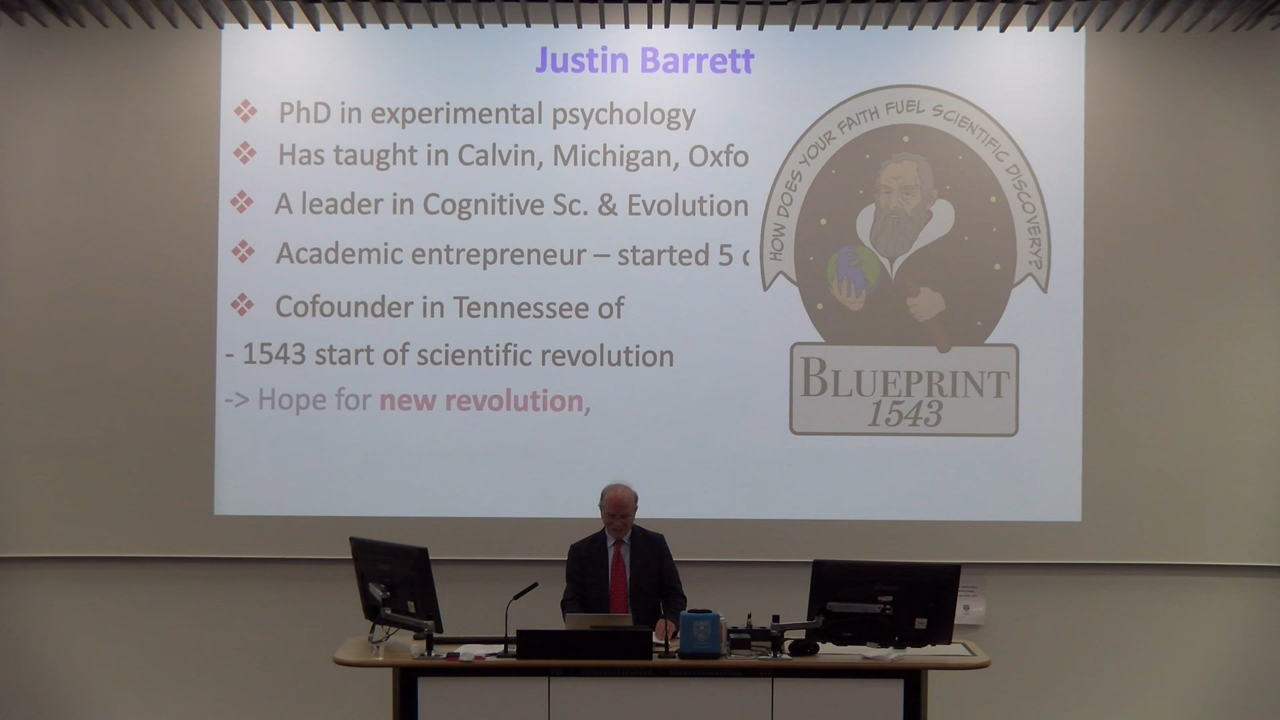 Justin Barrett
PhD in experimental psychology
Has taught in Calvin, Michigan, Oxfo
A leader in Cognitive Sc. & Evolution
Academic entrepreneur – started 5
Cofounder in Tennessee of
- 1543 start of scientific revolution
-> Hope for new revolution,
HOW DOES YOUR FAITH FUEL SCIENTIFIC DISCOVERY?
BLUEPRINT
1543